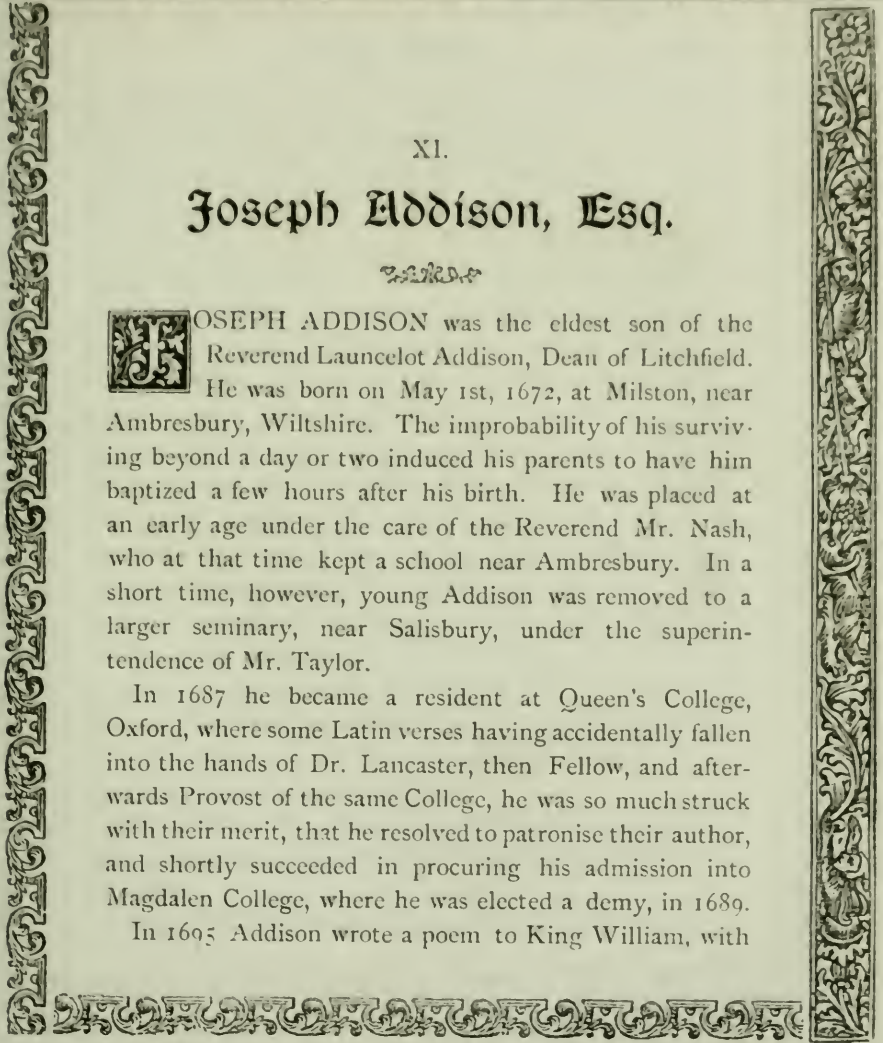 XI.
Joseph Addison, Esq.
JOSEPH ADDISON was the eldest son of the
Reverend Launcelot Addison, Dean of Litchfield.
He was born on May 1st, 1672, at Milston, near
Ambresbury, Wiltshire. The improbability of his surviv-
ing beyond a day or two induced his parents to have him
baptized a few hours after his birth. He was placed at
an early age under the care of the Reverend Mr. Nash,
who at that time kept a school near Ambresbury. In a
short time, however, young Addison was removed to a
larger seminary, near Salisbury, under the superin-
tendence of Mr. Taylor.
In 1687 he became a resident at Queen's College,
Oxford, where some Latin verses having accidentally fallen
into the hands of Dr. Lancaster, then Fellow, and after-
wards Provost of the same College, he was so much struck
with their merit, that he resolved to patronise their author,
and shortly succeeded in procuring his admission into
Magdalen College, where he was elected a demy, in 1689.
In 1695 Addison wrote a poem to King William, with